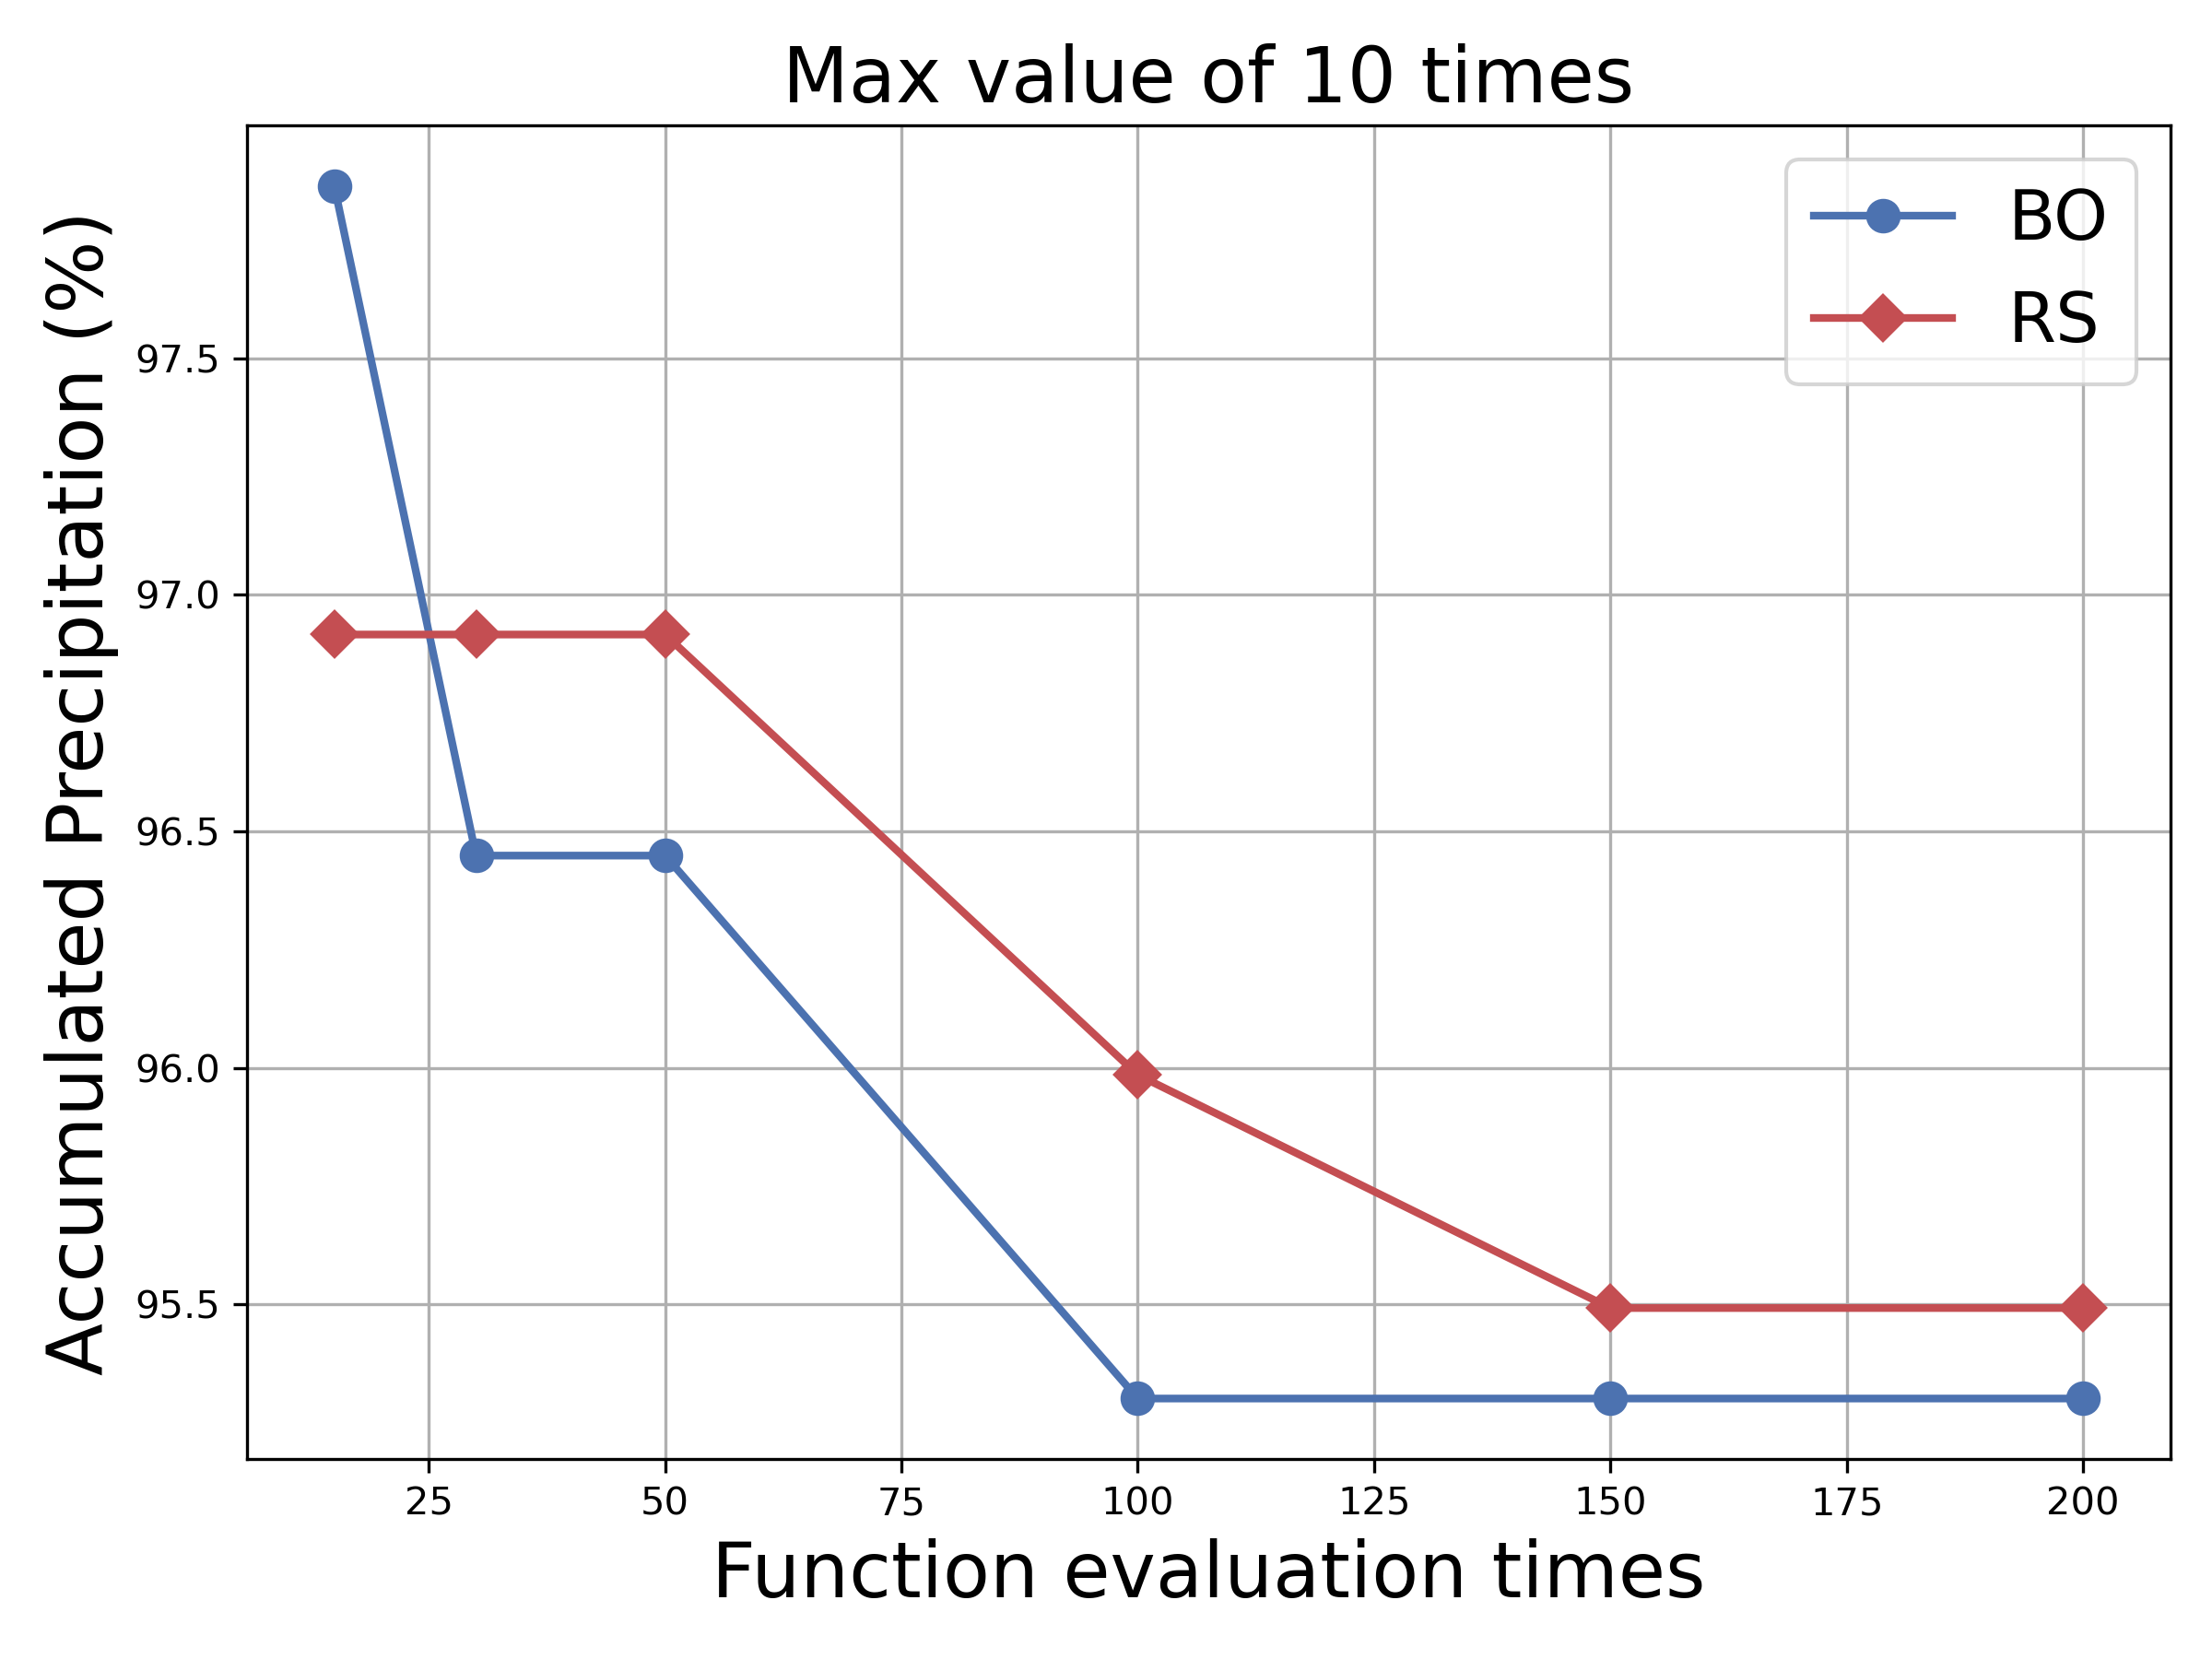 Max value of 10 times
BO
RS
Accumulated Precipitation (%)
97.5
97.0
96.5
96.0
95.5
25 50 75 100 125 150 175 200
Function evaluation times